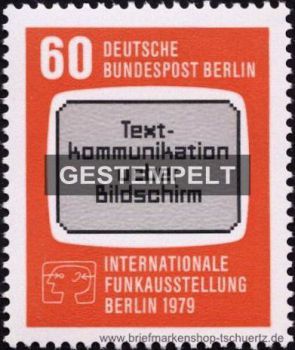 60 DEUTSCHE
BUNDESPOST BERLIN
Text-
kommunikation
GESTEMPELT
Bildschirm
INTERNATIONALE
FUNKAUSSTELLUNG
BERLIN 1979
www.briefmarkenshop-tschuertz.de